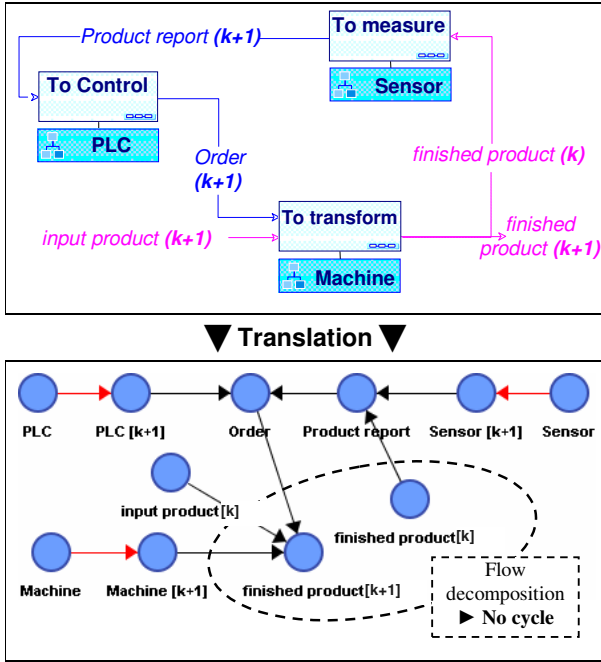 To measure
Product report (k+1)
Sensor
To Control
PLC
Order
(k+1)
finished product (k)
To transform
input product (k+1)
finished
product (k+1)
Machine
▼ Translation ▼
PLC
PLC [k+1]
Order
Product report
Sensor [k+1]
Sensor
input product[k]
finished product[k]
Machine
Machine [k+1]
finished product[k+1]
Flow
decomposition
► No cycle